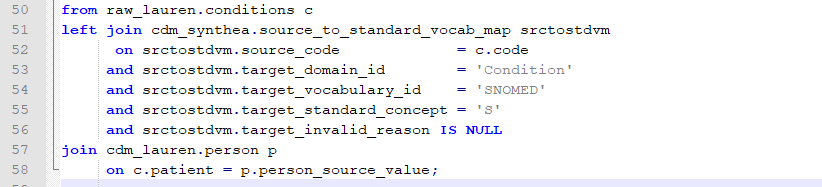 50 from raw_lauren.conditions c
51 left join cdm_synthea.source_to_standard_vocab_map srctostdvm
52 on srctostdvm.source_code = c.code
53 and srctostdvm.target_domain_id = 'Condition'
54 and srctostdvm.target_vocabulary_id = 'SNOMED'
55 and srctostdvm.target_standard_concept = 'S'
56 and srctostdvm.target_invalid_reason IS NULL
57 join cdm_lauren.person p
58 on c.patient = p.person_source_value;